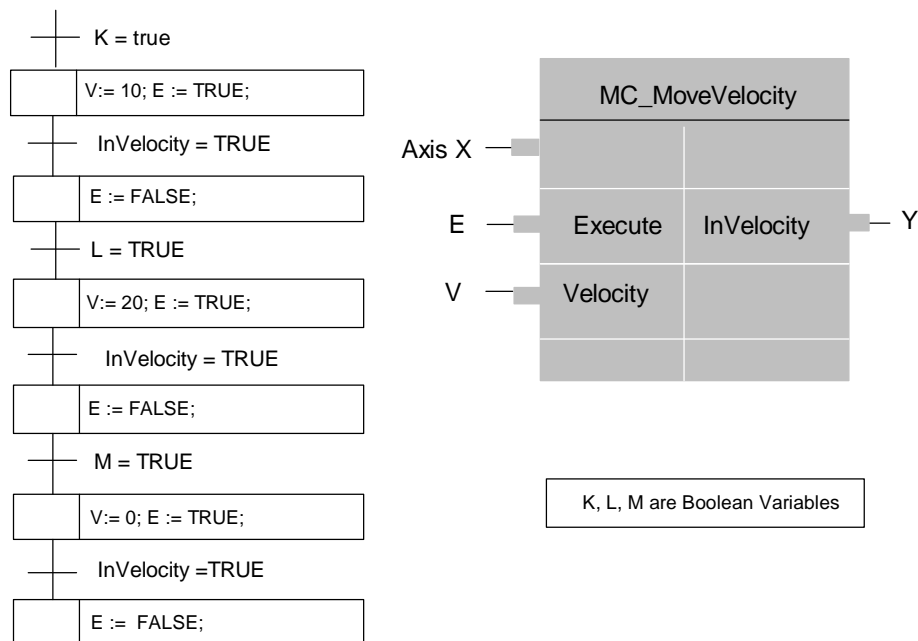 K = true
V:= 10; E := TRUE;
InVelocity = TRUE
E := FALSE;
L = TRUE
V:= 20; E := TRUE;
InVelocity = TRUE
E := FALSE;
M = TRUE
V:= 0; E := TRUE;
InVelocity =TRUE
E := FALSE;
MC_MoveVelocity
Axis X
E Execute InVelocity Y
V Velocity
K, L, M are Boolean Variables